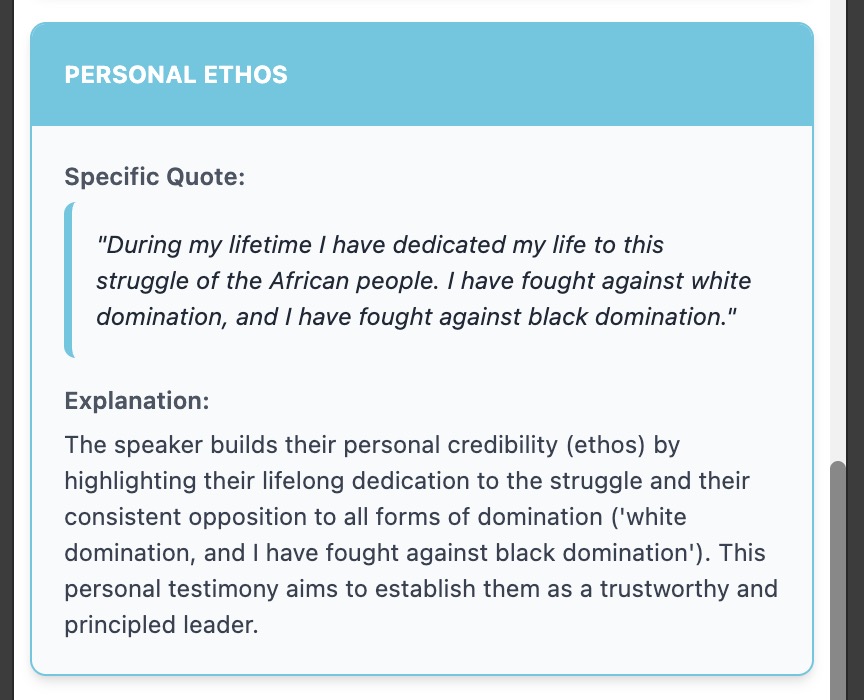 PERSONAL ETHOS
Specific Quote:
"During my lifetime I have dedicated my life to this
struggle of the African people. I have fought against white
domination, and I have fought against black domination."
Explanation:
The speaker builds their personal credibility (ethos) by
highlighting their lifelong dedication to the struggle and their
consistent opposition to all forms of domination ('white
domination, and I have fought against black domination'). This
personal testimony aims to establish them as a trustworthy and
principled leader.